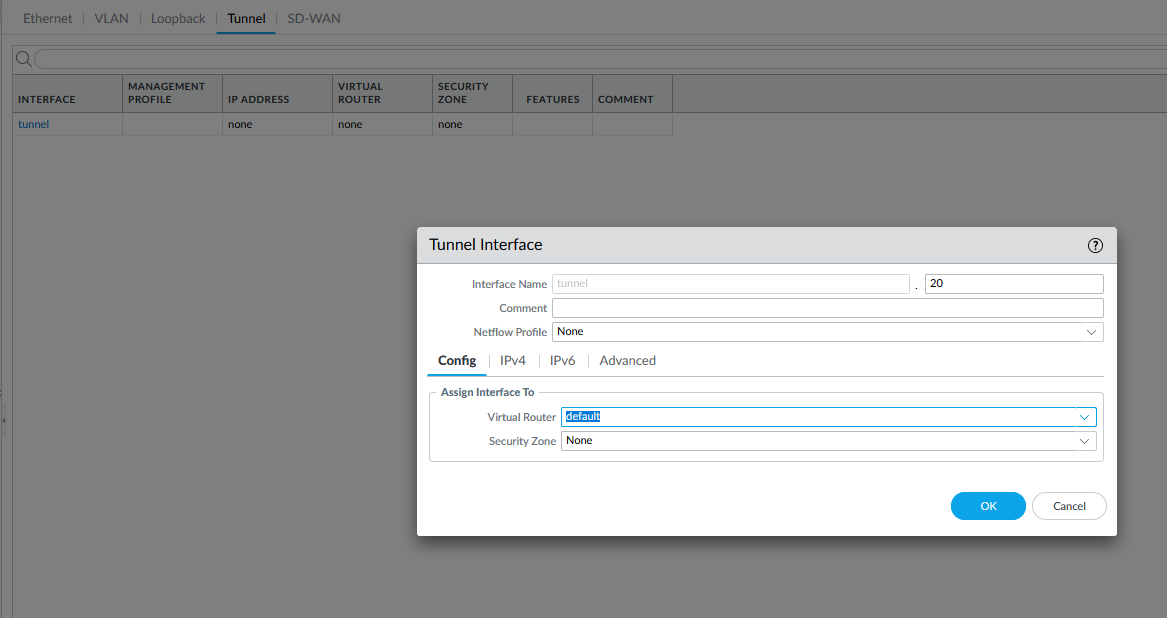 Ethernet | VLAN | Loopback | Tunnel | SD-WAN
INTERFACE MANAGEMENT PROFILE IP ADDRESS VIRTUAL ROUTER SECURITY ZONE FEATURES COMMENT
tunnel none none none
Tunnel Interface ?
Interface Name tunnel . 20
Comment
Netflow Profile None
Config | IPv4 | IPv6 | Advanced
Assign Interface To
Virtual Router default
Security Zone None
OK Cancel